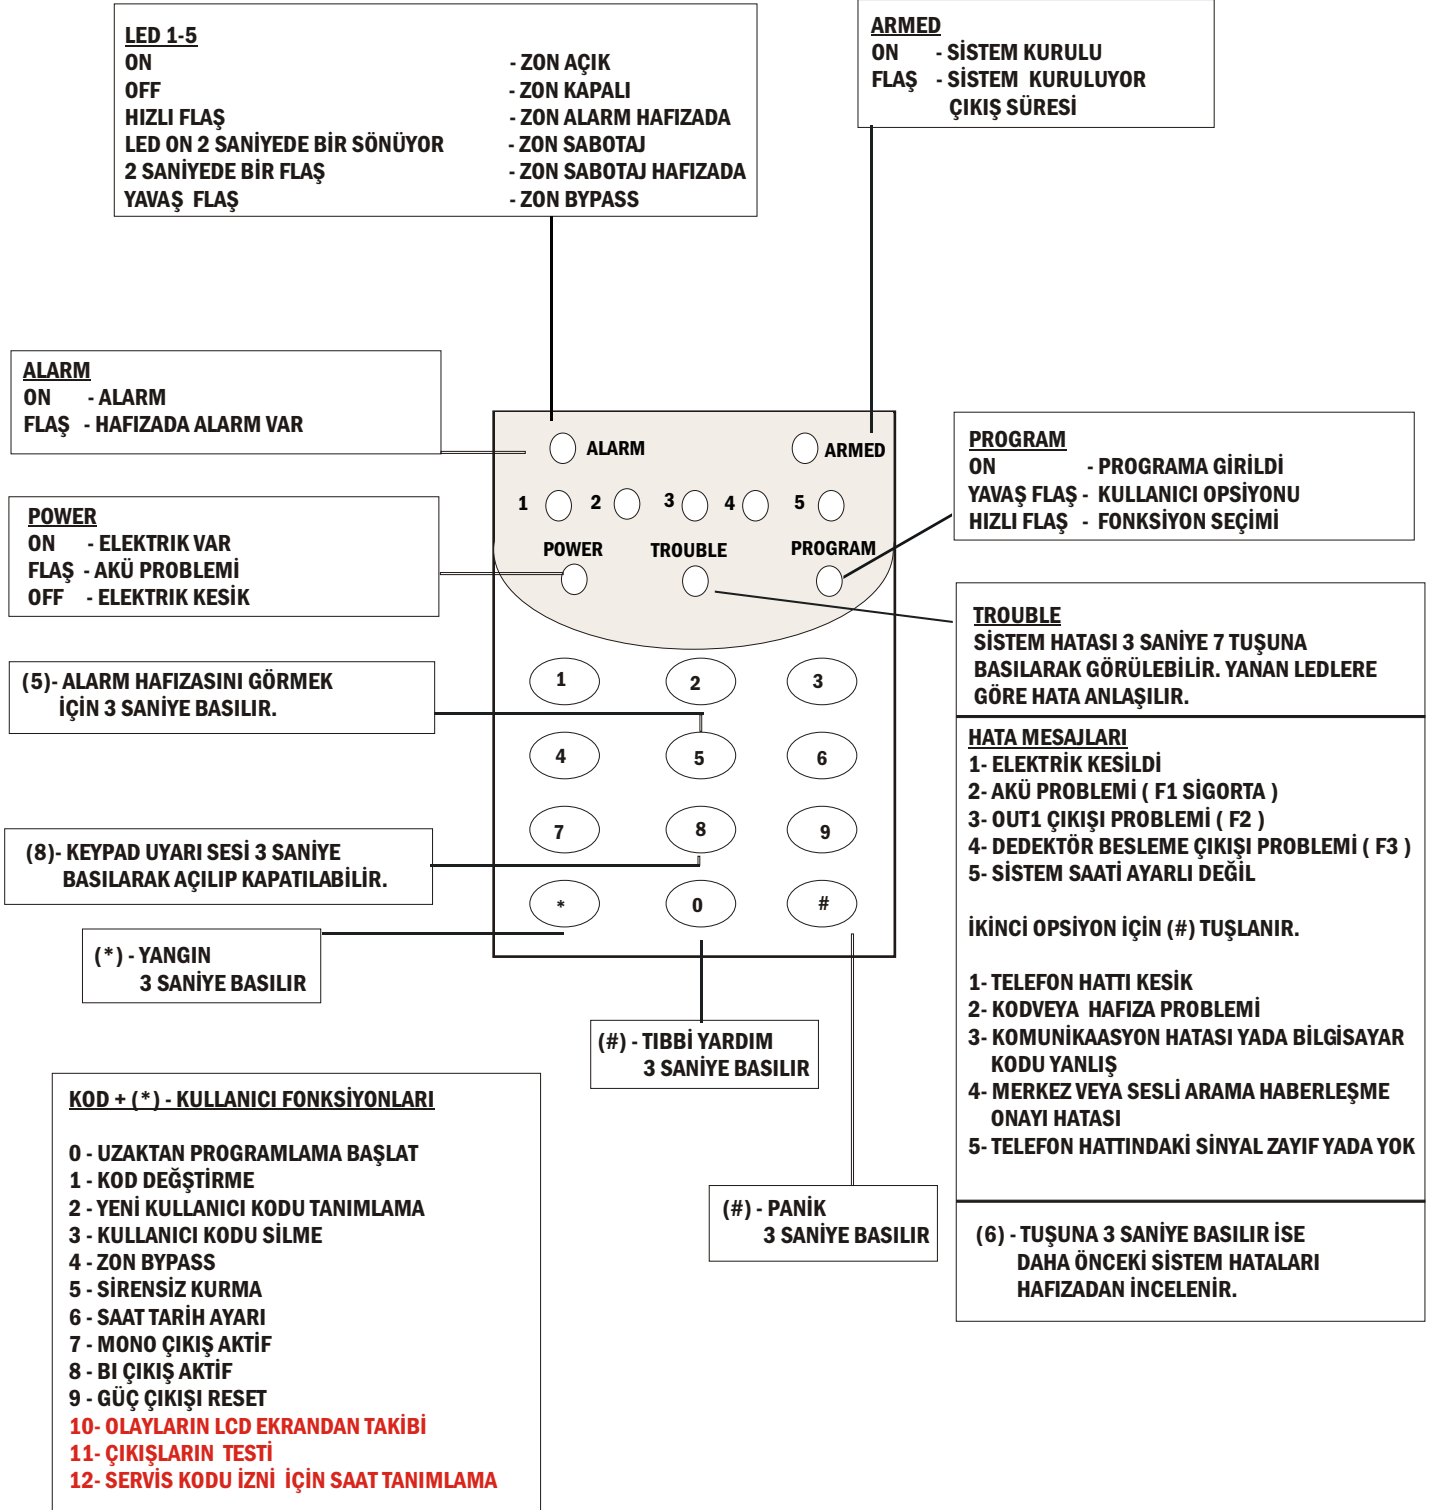 LED 1-5
ON - ZON AÇIK
OFF - ZON KAPALI
HIZLI FLAŞ - ZON ALARM HAFIZADA
LED ON 2 SANİYEDE BİR SÖNÜYOR - ZON SABOTAJ
2 SANİYEDE BİR FLAŞ - ZON SABOTAJ HAFIZADA
YAVAŞ FLAŞ - ZON BYPASS
ARMED
ON - SİSTEM KURULU
FLAŞ - SİSTEM KURULUYOR
ÇIKIŞ SÜRESİ
ALARM
ON - ALARM
FLAŞ - HAFIZADA ALARM VAR
POWER
ON - ELEKTRIK VAR
FLAŞ - AKÜ PROBLEMİ
OFF - ELEKTRIK KESİK
ALARM ARMED
1 2 3 4 5
POWER TROUBLE PROGRAM
1 2 3
4 5 6
7 8 9
* 0 #
PROGRAM
ON - PROGRAMA GİRİLDİ
YAVAŞ FLAŞ - KULLANICI OPSİYONU
HIZLI FLAŞ - FONKSİYON SEÇİMİ
TROUBLE
SİSTEM HATASI 3 SANİYE 7 TUŞUNA
BASILARAK GÖRÜLEBİLİR. YANAN LEDLERE
GÖRE HATA ANLAŞILIR.
HATA MESAJLARI
1- ELEKTRİK KESİLDİ
2- AKÜ PROBLEMİ ( F1 SİGORTA )
3- OUT1 ÇIKIŞI PROBLEMİ ( F2 )
4- DEDEKTÖR BESLEME ÇIKIŞI PROBLEMİ ( F3 )
5- SİSTEM SAATİ AYARLI DEĞİL
İKİNCİ OPSİYON İÇİN (#) TUŞLANIR.
1- TELEFON HATTI KESİK
2- KODVEYA HAFIZA PROBLEMİ
3- KOMUNİKAASYON HATASI YADA BİLGİSAYAR
KODU YANLIŞ
4- MERKEZ VEYA SESLİ ARAMA HABERLEŞME
ONAYI HATASI
5- TELEFON HATTINDAKİ SİNYAL ZAYIF YADA YOK
(6) - TUŞUNA 3 SANİYE BASILIR İSE
DAHA ÖNCEKİ SİSTEM HATALARI
HAFIZADAN İNCELENİR.
(5)- ALARM HAFIZASINI GÖRMEK
İÇİN 3 SANİYE BASILIR.
(8)- KEYPAD UYARI SESİ 3 SANİYE
BASILARAK AÇILIP KAPATILABİLİR.
(*) - YANGIN
3 SANİYE BASILIR
(#) - TIBBİ YARDIM
3 SANİYE BASILIR
(#) - PANİK
3 SANİYE BASILIR
KOD + (*) - KULLANICI FONKSİYONLARI
0 - UZAKTAN PROGRAMLAMA BAŞLAT
1 - KOD DEĞŞTİRME
2 - YENİ KULLANICI KODU TANIMLAMA
3 - KULLANICI KODU SİLME
4 - ZON BYPASS
5 - SİRENSİZ KURMA
6 - SAAT TARİH AYARI
7 - MONO ÇIKIŞ AKTİF
8 - BI ÇIKIŞ AKTİF
9 - GÜÇ ÇIKIŞI RESET
10- OLAYLARIN LCD EKRANDAN TAKİBİ
11- ÇIKIŞLARIN TESTİ
12- SERVİS KODU İZNİ İÇİN SAAT TANIMLAMA